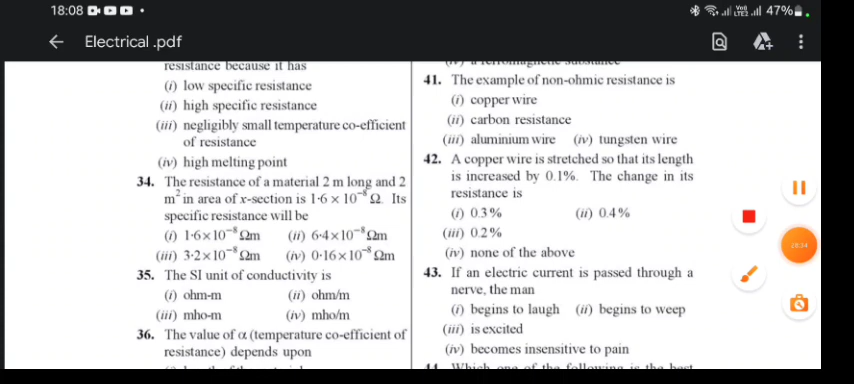 18:08
47%
Electrical .pdf
resistance because it has
(i) low specific resistance
(ii) high specific resistance
(iii) negligibly small temperature co-efficient
of resistance
(iv) high melting point
34. The resistance of a material 2 m long and 2
m² in area of x-section is 1·6 × 10⁻⁸ Ω. Its
specific resistance will be
(i) 1·6×10⁻⁸ Ωm (ii) 6·4×10⁻⁸ Ωm
(iii) 3·2×10⁻⁸ Ωm (iv) 0·16×10⁻⁸ Ωm
35. The SI unit of conductivity is
(i) ohm-m (ii) ohm/m
(iii) mho-m (iv) mho/m
36. The value of α (temperature co-efficient of
resistance) depends upon
41. The example of non-ohmic resistance is
(i) copper wire
(ii) carbon resistance
(iii) aluminium wire (iv) tungsten wire
42. A copper wire is stretched so that its length
is increased by 0.1%. The change in its
resistance is
(i) 0.3% (ii) 0.4%
(iii) 0.2%
(iv) none of the above
43. If an electric current is passed through a
nerve, the man
(i) begins to laugh (ii) begins to weep
(iii) is excited
(iv) becomes insensitive to pain
44. Which one of the following is the best